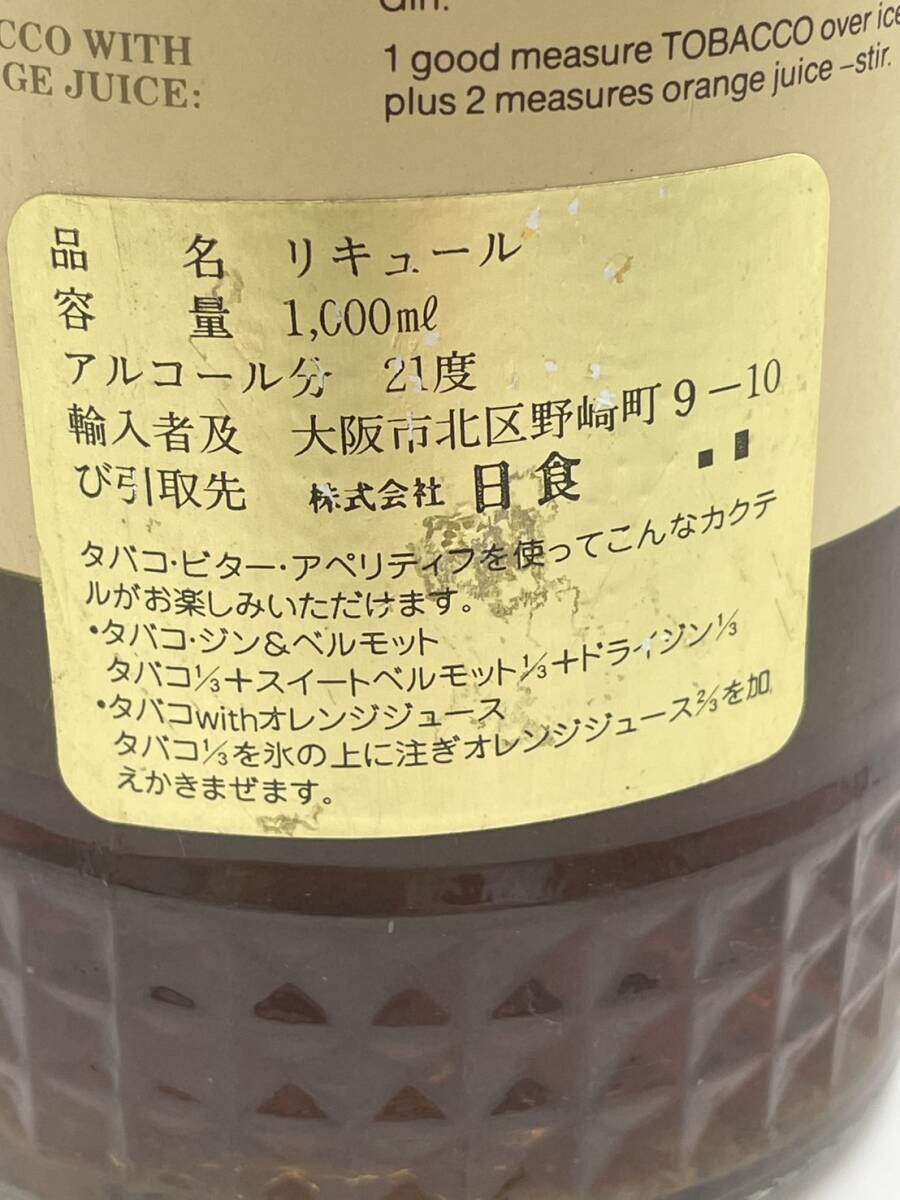 Gin.
CCO WITH
GE JUICE:
1 good measure TOBACCO over ice
plus 2 measures orange juice –stir.
品 名 リキュール
容 量 1,000mℓ
アルコール分 21度
輸入者及 大阪市北区野崎町9-10
び引取先 株式会社 日食
タバコ・ビター・アペリティフを使ってこんなカクテ
ルがお楽しみいただけます。
・タバコ・ジン&ベルモット
タバコ⅓+スイートベルモット⅓+ドライジン⅓
・タバコwithオレンジジュース
タバコ⅓を氷の上に注ぎオレンジジュース⅔を加
えかきまぜます。